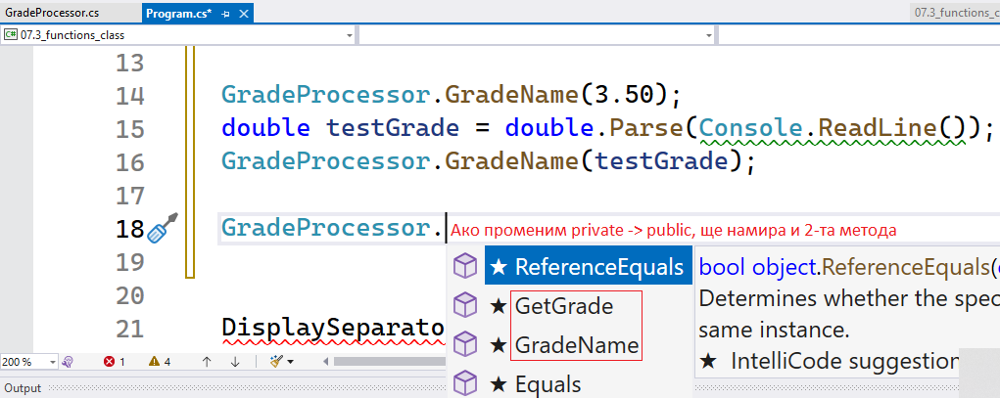 GradeProcessor.cs Program.cs* 07.3_functions_c
C# 07.3_functions_class
13
14 GradeProcessor.GradeName(3.50);
15 double testGrade = double.Parse(Console.ReadLine());
16 GradeProcessor.GradeName(testGrade);
17
18 GradeProcessor. Ако променим private -> public, ще намира и 2-та метода
19 ★ ReferenceEquals bool object.ReferenceEquals(
★ GetGrade Determines whether the spec
20 same instance.
★ GradeName
21 DisplaySeparato ★ IntelliCode suggestion
200 % 1 4 ★ Equals
Output